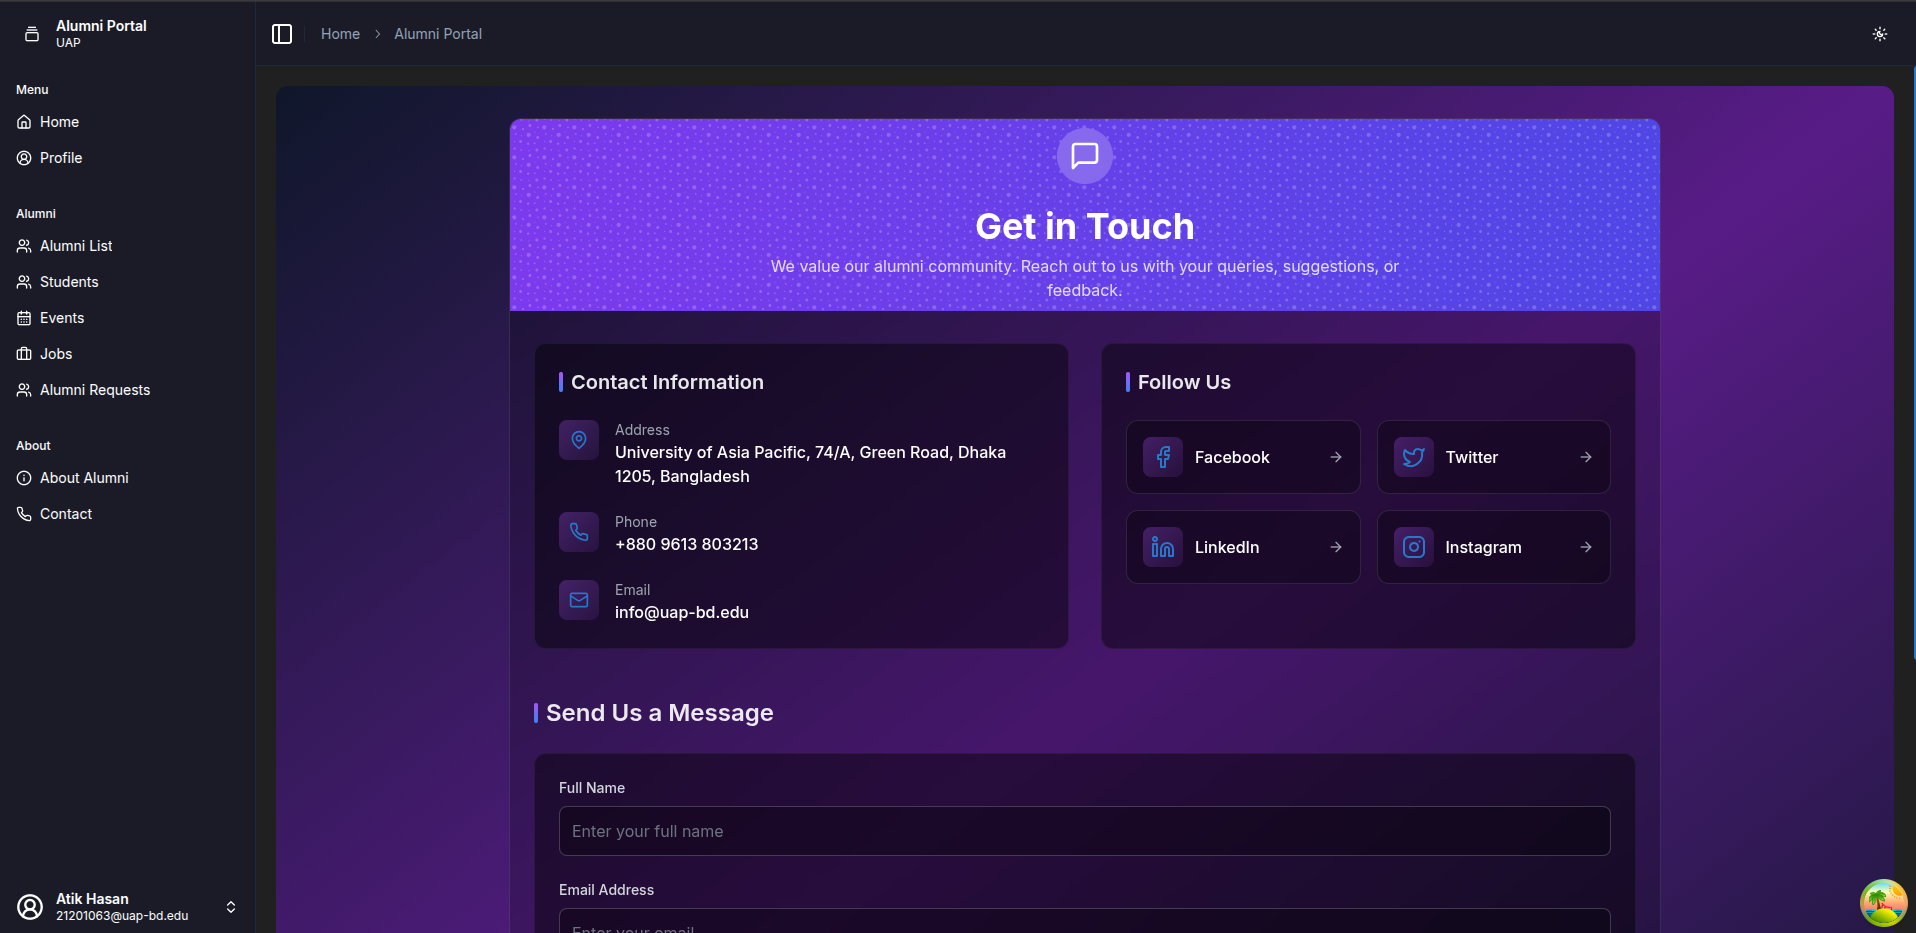 Alumni Portal
UAP
Menu
Home
Profile
Alumni
Alumni List
Students
Events
Jobs
Alumni Requests
About
About Alumni
Contact
Atik Hasan
21201063@uap-bd.edu
Home > Alumni Portal
Get in Touch
We value our alumni community. Reach out to us with your queries, suggestions, or
feedback.
Contact Information
Address
University of Asia Pacific, 74/A, Green Road, Dhaka
1205, Bangladesh
Phone
+880 9613 803213
Email
info@uap-bd.edu
Follow Us
Facebook
Twitter
LinkedIn
Instagram
Send Us a Message
Full Name
Enter your full name
Email Address
Enter your email